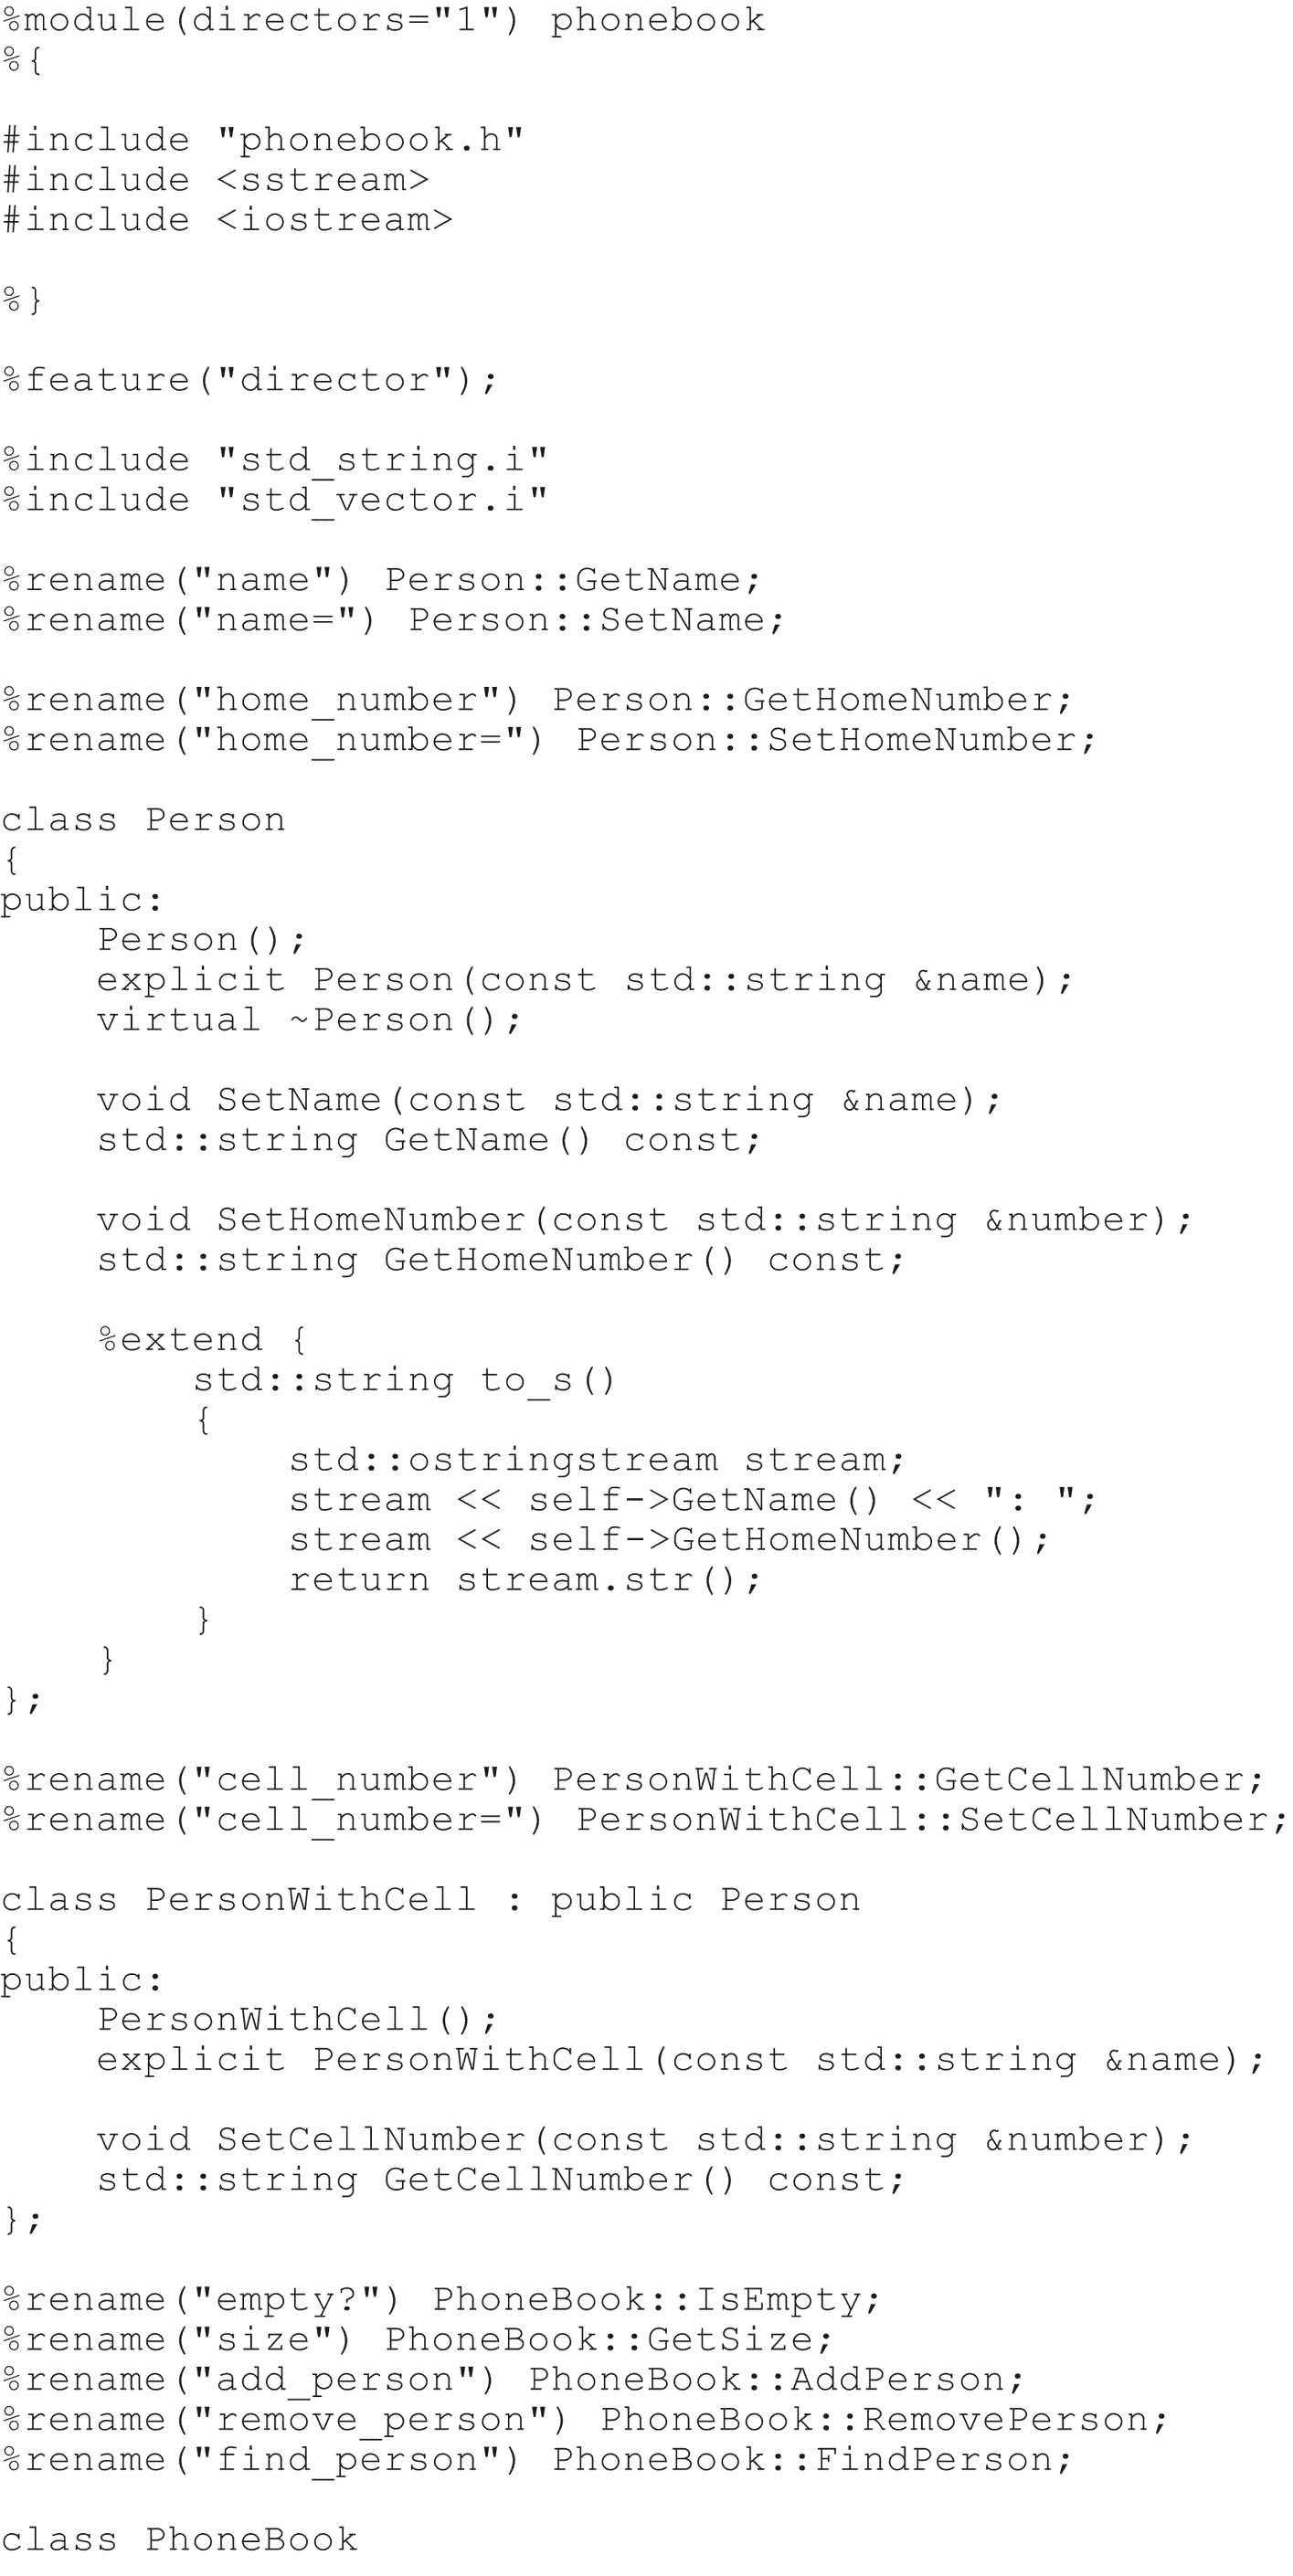 %module(directors="1") phonebook
%{

#include "phonebook.h"
#include <sstream>
#include <iostream>

%}

%feature("director");

%include "std_string.i"
%include "std_vector.i"

%rename("name") Person::GetName;
%rename("name=") Person::SetName;

%rename("home_number") Person::GetHomeNumber;
%rename("home_number=") Person::SetHomeNumber;

class Person
{
public:
    Person();
    explicit Person(const std::string &name);
    virtual ~Person();

    void SetName(const std::string &name);
    std::string GetName() const;

    void SetHomeNumber(const std::string &number);
    std::string GetHomeNumber() const;

    %extend {
        std::string to_s()
        {
            std::ostringstream stream;
            stream << self->GetName() << ": ";
            stream << self->GetHomeNumber();
            return stream.str();
        }
    }
};

%rename("cell_number") PersonWithCell::GetCellNumber;
%rename("cell_number=") PersonWithCell::SetCellNumber;

class PersonWithCell : public Person
{
public:
    PersonWithCell();
    explicit PersonWithCell(const std::string &name);

    void SetCellNumber(const std::string &number);
    std::string GetCellNumber() const;
};

%rename("empty?") PhoneBook::IsEmpty;
%rename("size") PhoneBook::GetSize;
%rename("add_person") PhoneBook::AddPerson;
%rename("remove_person") PhoneBook::RemovePerson;
%rename("find_person") PhoneBook::FindPerson;

class PhoneBook